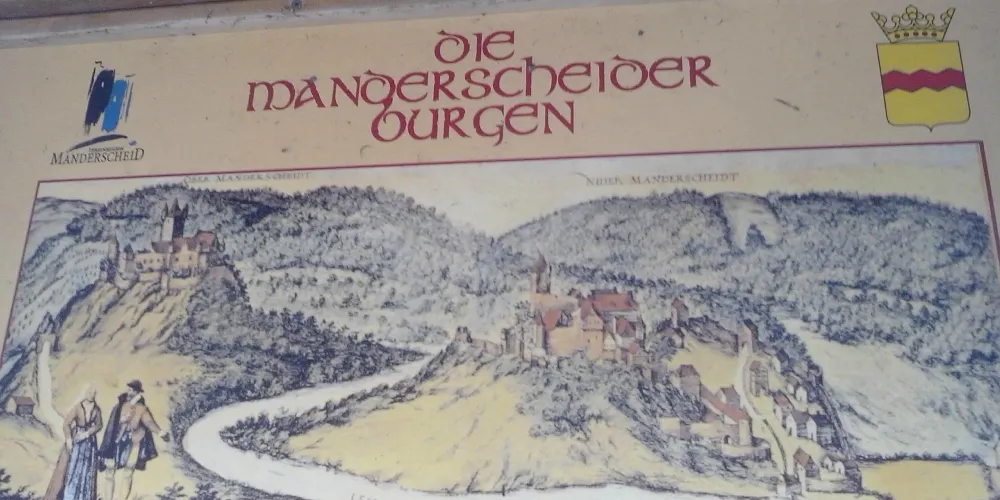 DIE
MANDERSCHEIDER
BURGEN
MANDERSCHEID
OBER MANDERSCHEIDT
NIDER MANDERSCHEIDT